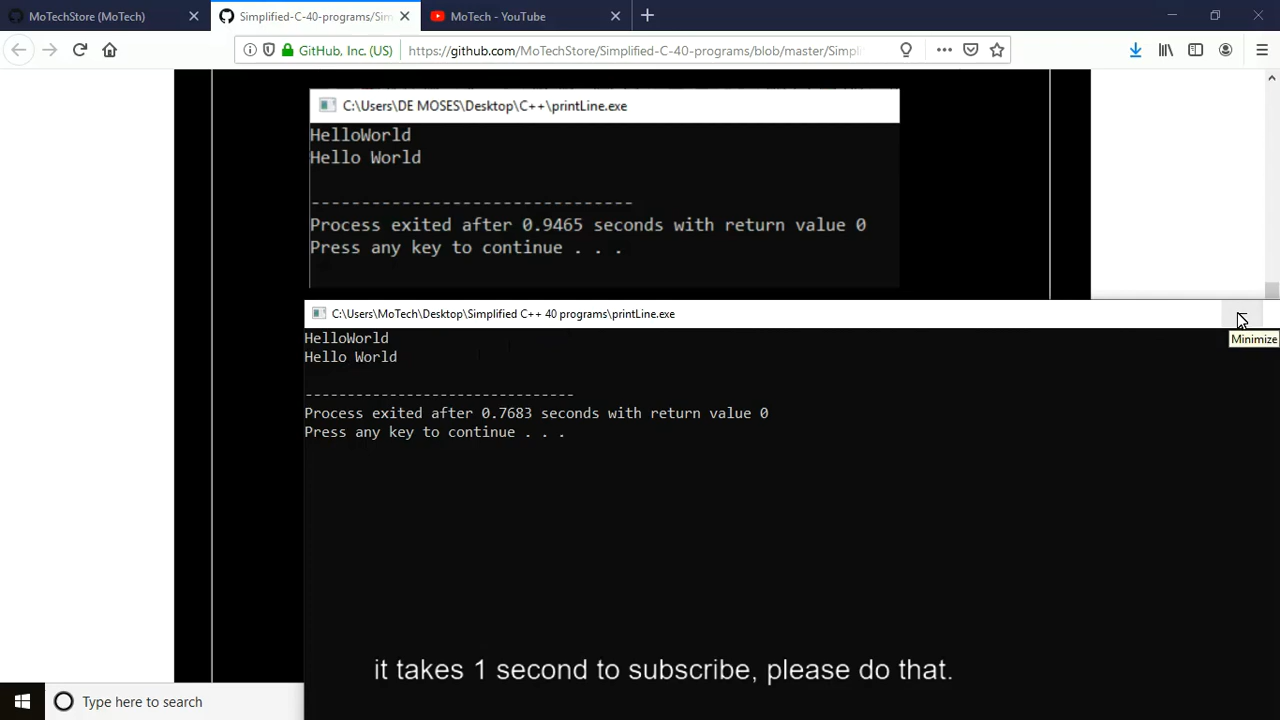 MoTechStore (MoTech)
Simplified-C-40-programs/Sim
MoTech - YouTube
GitHub, Inc. (US)
https://github.com/MoTechStore/Simplified-C-40-programs/blob/master/Simpl
C:\Users\DE MOSES\Desktop\C++\printLine.exe
HelloWorld
Hello World
--------------------------------
Process exited after 0.9465 seconds with return value 0
Press any key to continue . . .
C:\Users\MoTech\Desktop\Simplified C++ 40 programs\printLine.exe
Minimize
HelloWorld
Hello World
--------------------------------
Process exited after 0.7683 seconds with return value 0
Press any key to continue . . .
it takes 1 second to subscribe, please do that.
Type here to search